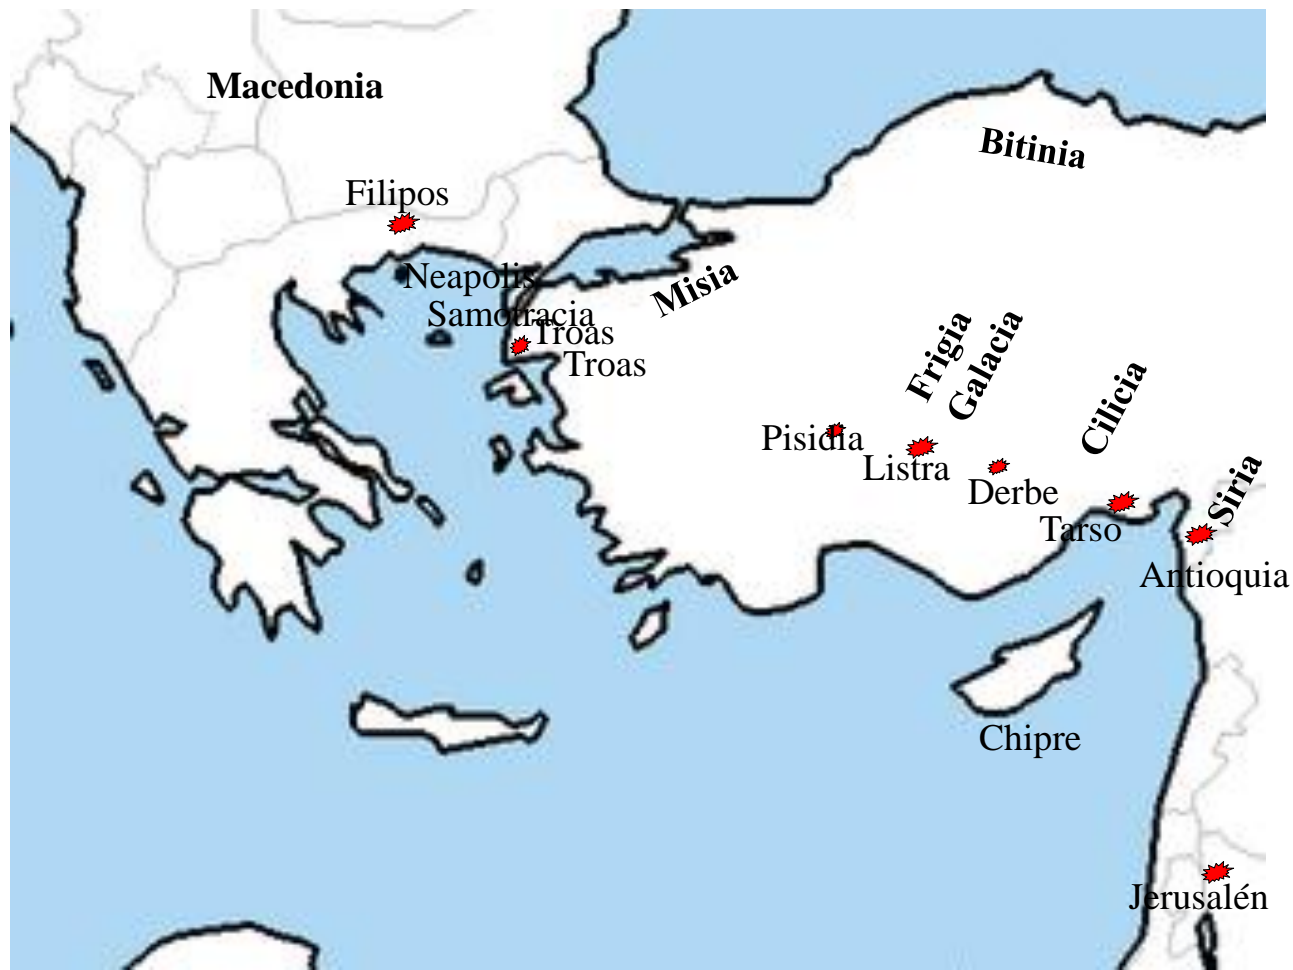 Macedonia
Bitinia
Filipos
Neapolis
Misia
Samotracia
Troas
Troas
Frigia
Galacia
Cilicia
Pisidia
Listra
Derbe
Siria
Tarso
Antioquia
Chipre
Jerusalén